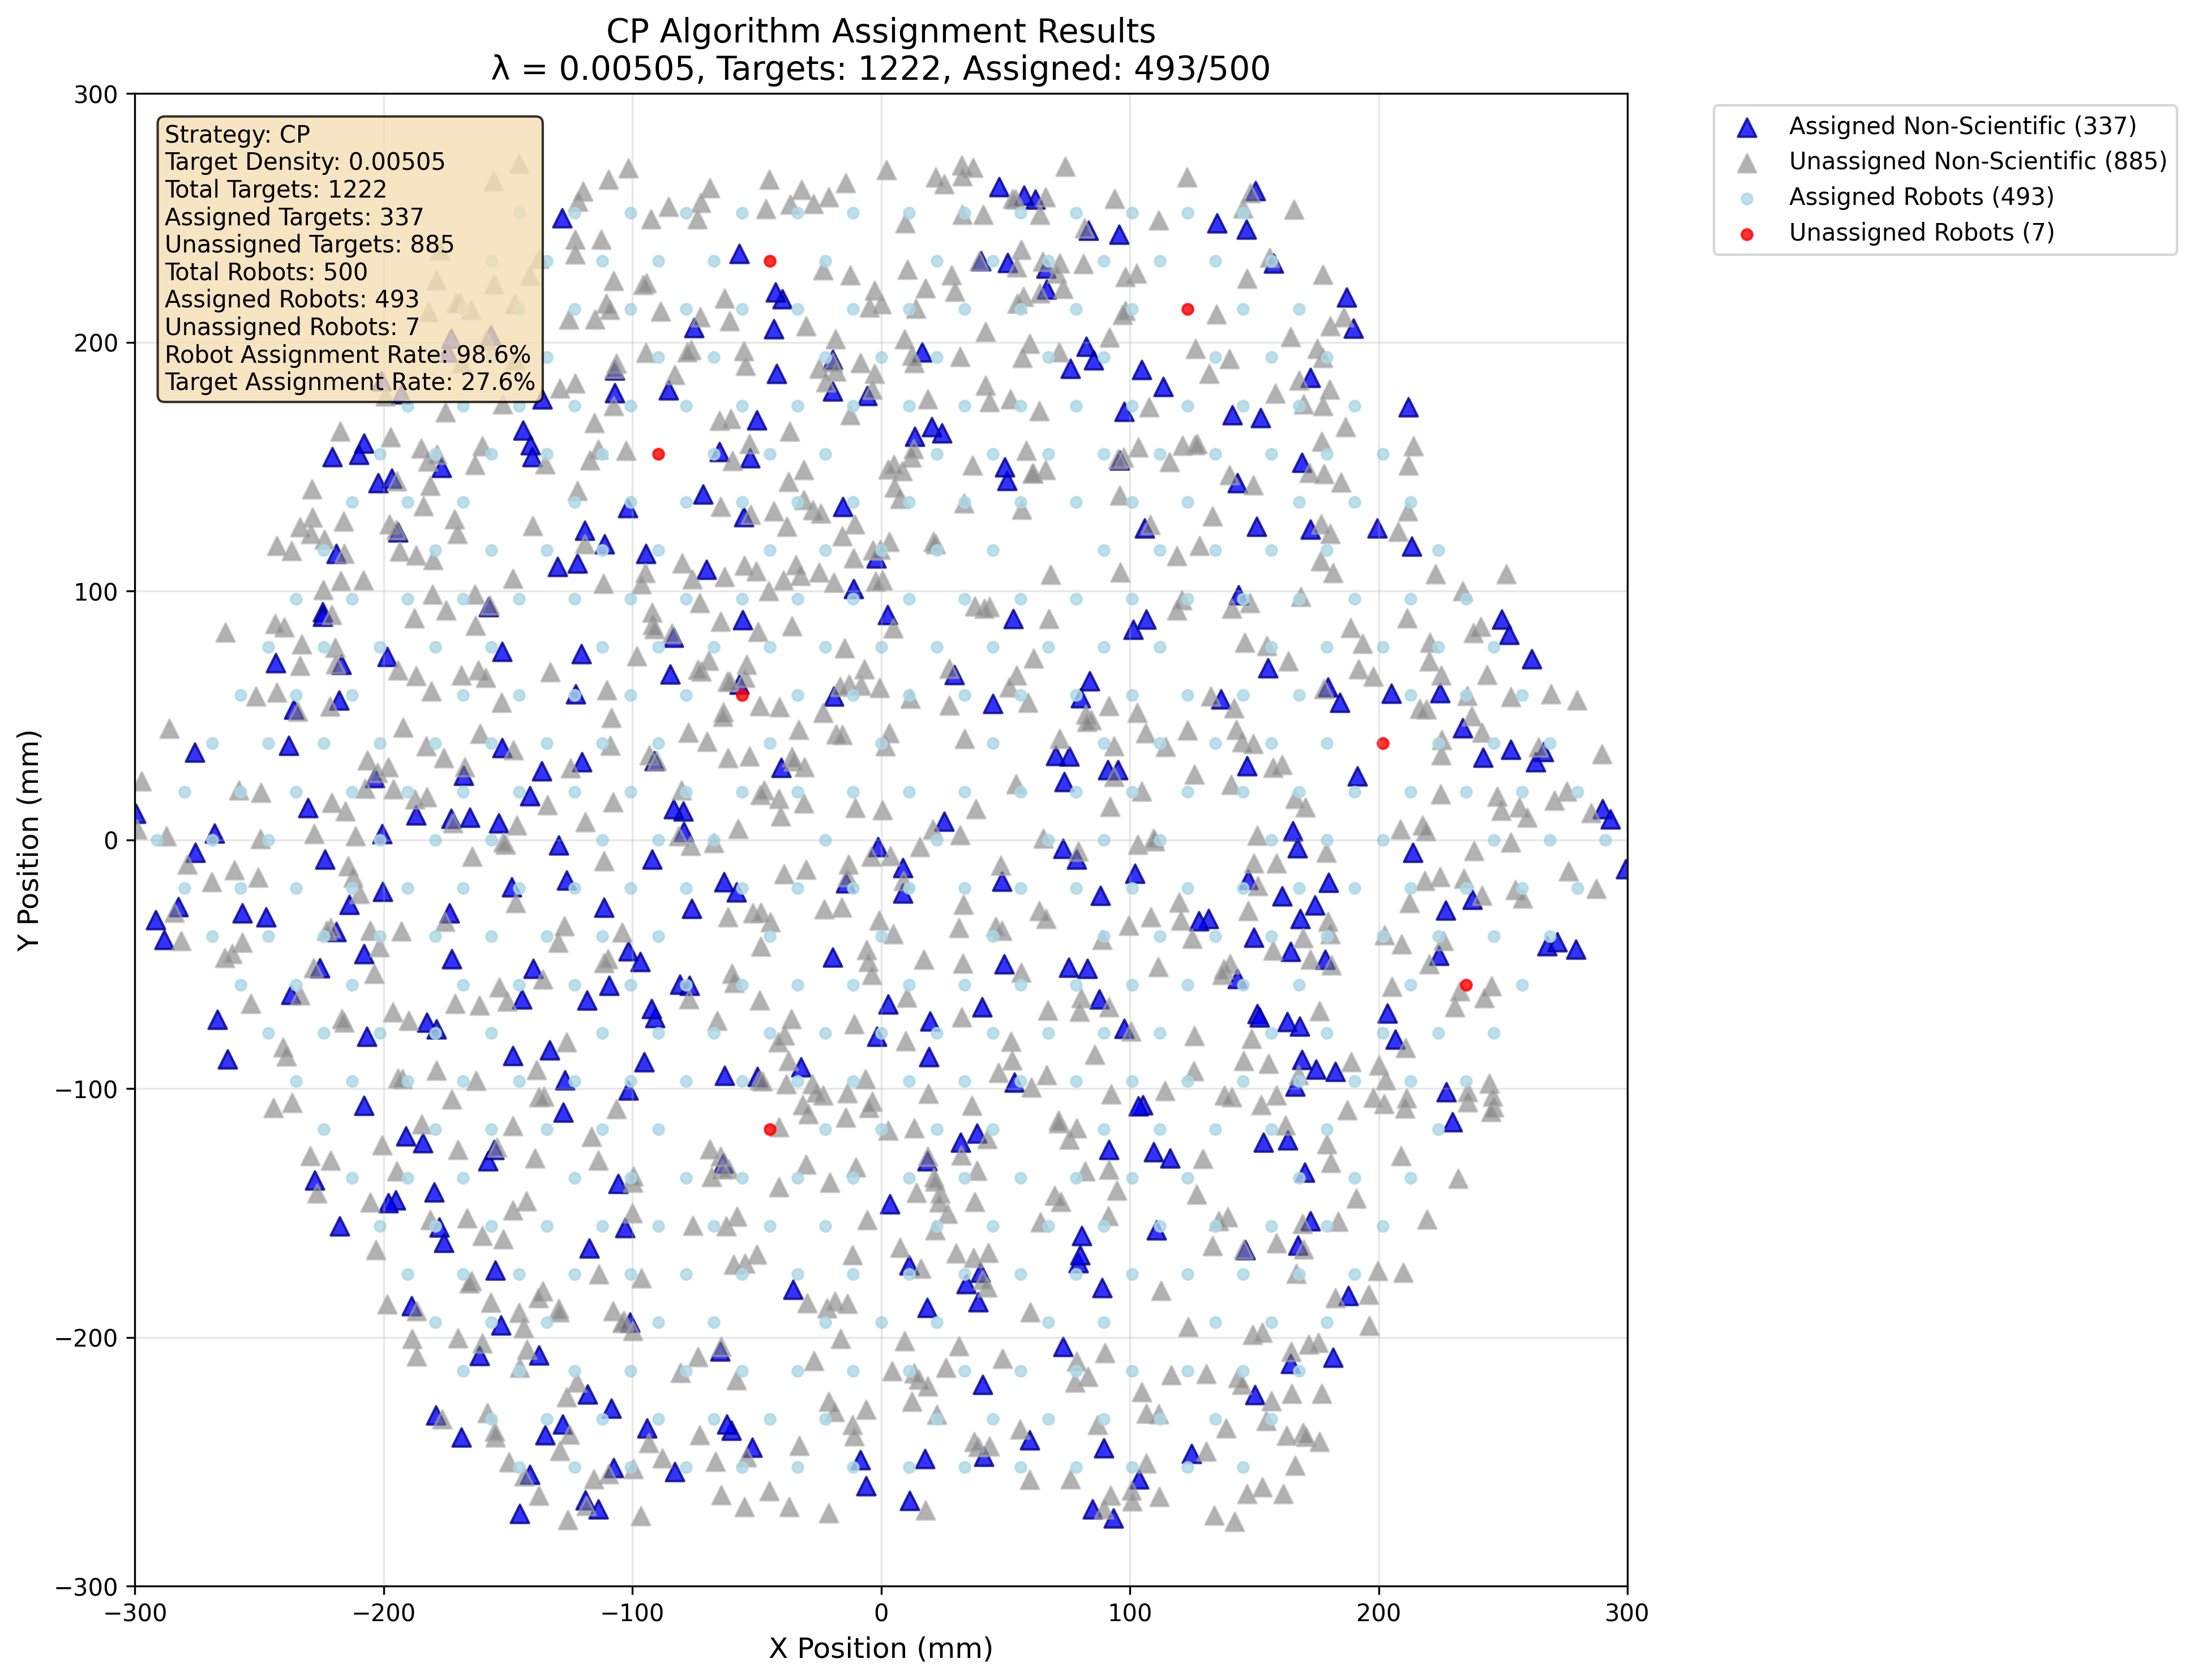 CP Algorithm Assignment Results
λ = 0.00505, Targets: 1222, Assigned: 493/500
Strategy: CP
Target Density: 0.00505
Total Targets: 1222
Assigned Targets: 337
Unassigned Targets: 885
Total Robots: 500
Assigned Robots: 493
Unassigned Robots: 7
Robot Assignment Rate: 98.6%
Target Assignment Rate: 27.6%
Assigned Non-Scientific (337)
Unassigned Non-Scientific (885)
Assigned Robots (493)
Unassigned Robots (7)
Y Position (mm)
300
200
100
0
−100
−200
−300
−300
−200
−100
0
100
200
300
X Position (mm)